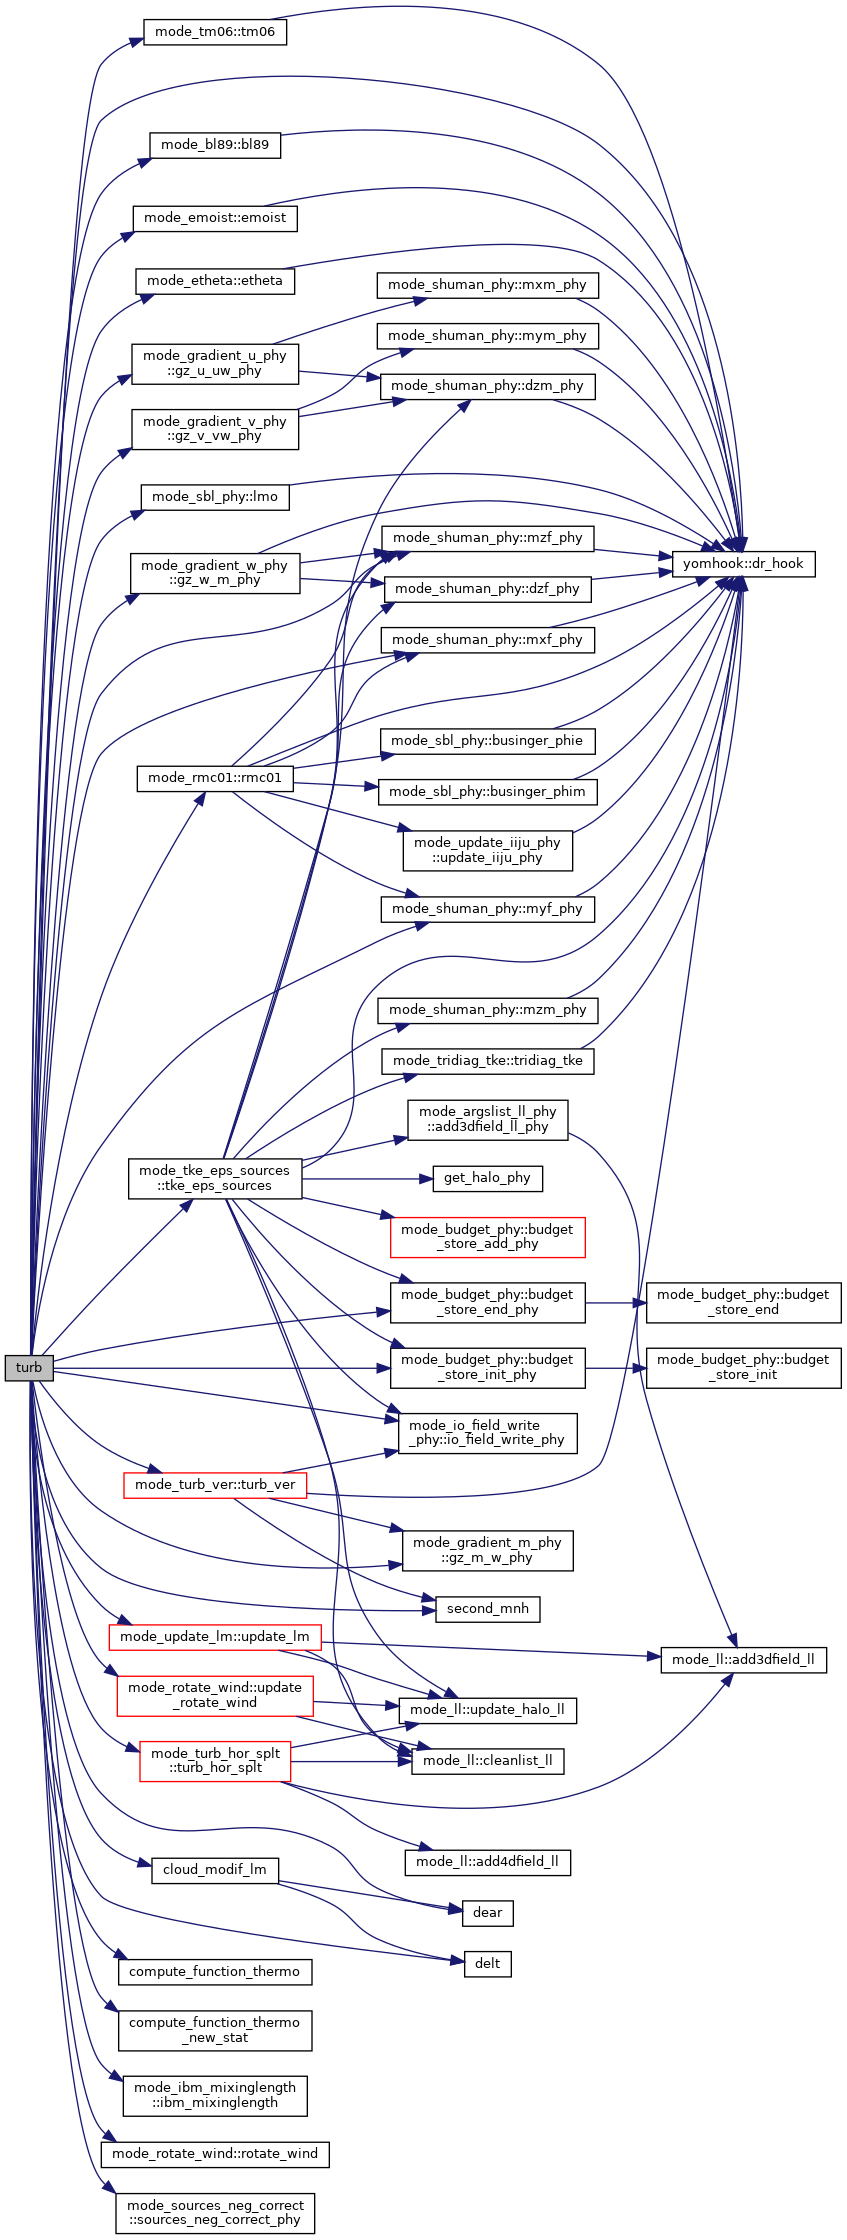 mode_tm06::tm06
mode_bl89::bl89
mode_emoist::emoist
mode_etheta::etheta
mode_shuman_phy::mxm_phy
mode_shuman_phy::mym_phy
mode_gradient_u_phy
::gz_u_uw_phy
mode_shuman_phy::dzm_phy
mode_gradient_v_phy
::gz_v_vw_phy
mode_sbl_phy::lmo
mode_shuman_phy::mzf_phy
yomhook::dr_hook
mode_gradient_w_phy
::gz_w_m_phy
mode_shuman_phy::dzf_phy
mode_shuman_phy::mxf_phy
mode_sbl_phy::businger_phie
mode_rmc01::rmc01
mode_sbl_phy::businger_phim
mode_update_iiju_phy
::update_iiju_phy
mode_shuman_phy::myf_phy
mode_shuman_phy::mzm_phy
mode_tridiag_tke::tridiag_tke
mode_argslist_ll_phy
::add3dfield_ll_phy
mode_tke_eps_sources
::tke_eps_sources
get_halo_phy
mode_budget_phy::budget
_store_add_phy
mode_budget_phy::budget
_store_end_phy
mode_budget_phy::budget
_store_end
turb
mode_budget_phy::budget
_store_init_phy
mode_budget_phy::budget
_store_init
mode_io_field_write
_phy::io_field_write_phy
mode_turb_ver::turb_ver
mode_gradient_m_phy
::gz_m_w_phy
second_mnh
mode_update_lm::update_lm
mode_ll::add3dfield_ll
mode_rotate_wind::update
_rotate_wind
mode_ll::update_halo_ll
mode_turb_hor_splt
::turb_hor_splt
mode_ll::cleanlist_ll
mode_ll::add4dfield_ll
cloud_modif_lm
dear
delt
compute_function_thermo
compute_function_thermo
_new_stat
mode_ibm_mixinglength
::ibm_mixinglength
mode_rotate_wind::rotate_wind
mode_sources_neg_correct
::sources_neg_correct_phy